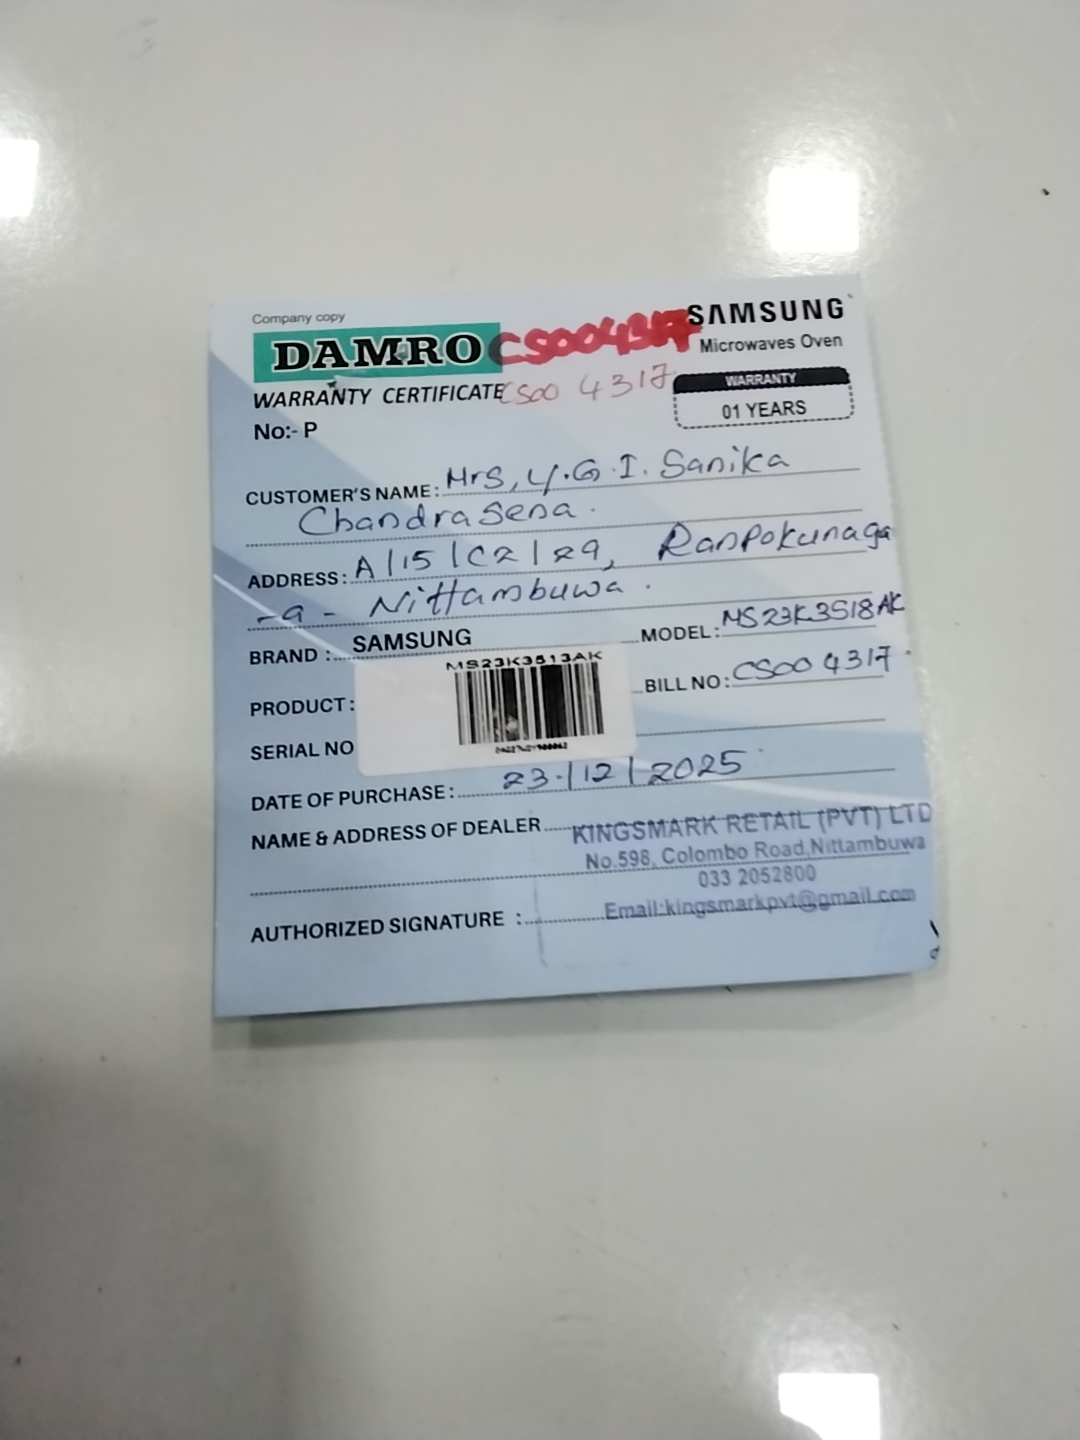 Company copy
DAMRO CS004317 SAMSUNG
Microwaves Oven
WARRANTY CERTIFICATE CS00 4317
WARRANTY
01 YEARS
No:- P
CUSTOMER'S NAME: Mrs, Y.G.I. Sanika
Chandrasena.
ADDRESS: A/15/C2/29, Ranpokunaga
-a- Nittambuwa.
BRAND: SAMSUNG MODEL: MS23K3518AK
MS23K3513AK
PRODUCT: BILL NO: CS00 4317.
SERIAL NO
DATE OF PURCHASE: 23./12/2025
NAME & ADDRESS OF DEALER KINGSMARK RETAIL (PVT) LTD
No.598, Colombo Road,Nittambuwa
033 2052800
AUTHORIZED SIGNATURE : Email:kingsmarkpvt@gmail.com